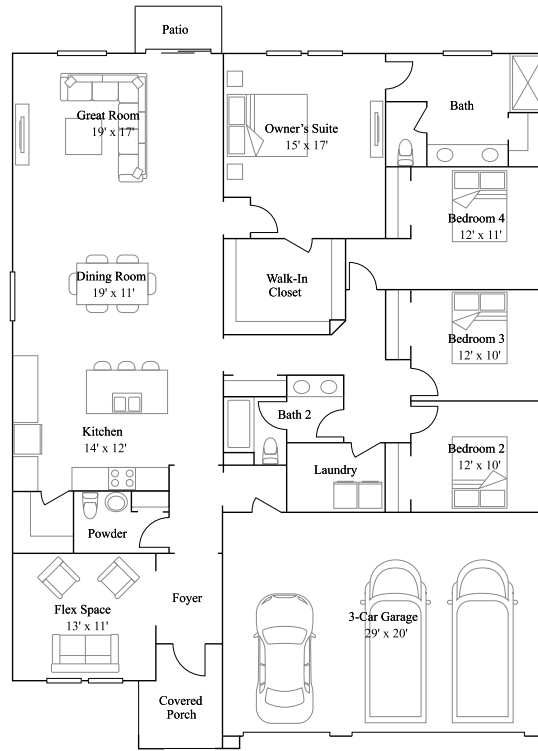 Patio
Great Room
19' x 17'
Owner's Suite
15' x 17'
Bath
Bedroom 4
12' x 11'
Dining Room
19' x 11'
Walk-In
Closet
Bedroom 3
12' x 10'
Kitchen
14' x 12'
Bath 2
Laundry
Bedroom 2
12' x 10'
Powder
Flex Space
13' x 11'
Foyer
3-Car Garage
29' x 20'
Covered
Porch